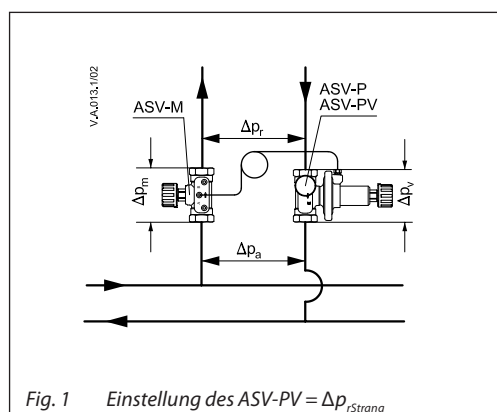 V.A.013.1/02
ASV-P
ASV-PV
ASV-M
Δpr
Δpm
Δpv
Δpa
Fig. 1 Einstellung des ASV-PV = ΔprStrang